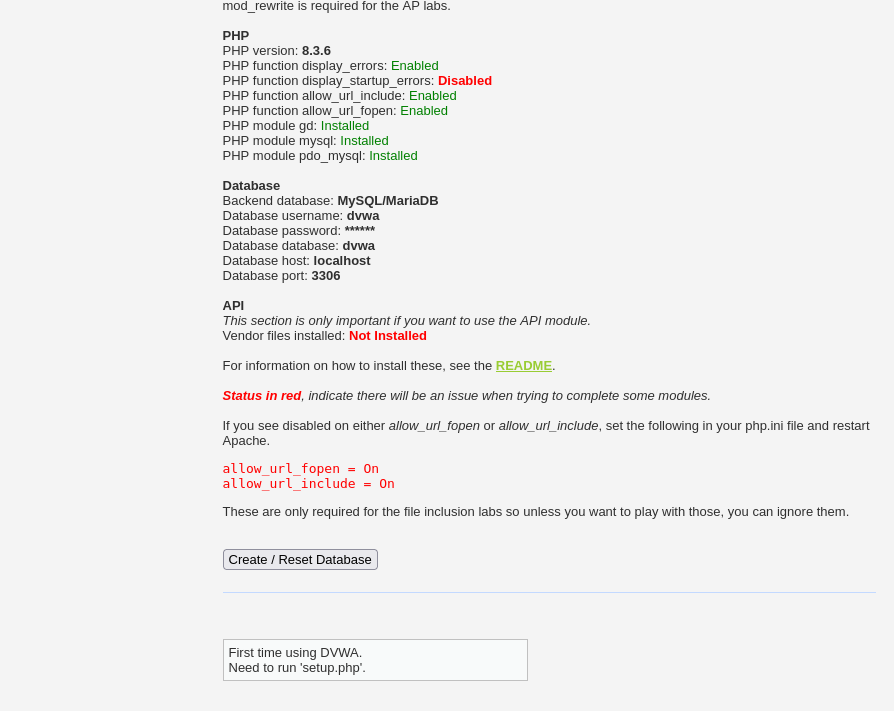 mod_rewrite is required for the AP labs.
PHP
PHP version: 8.3.6
PHP function display_errors: Enabled
PHP function display_startup_errors: Disabled
PHP function allow_url_include: Enabled
PHP function allow_url_fopen: Enabled
PHP module gd: Installed
PHP module mysql: Installed
PHP module pdo_mysql: Installed
Database
Backend database: MySQL/MariaDB
Database username: dvwa
Database password: ******
Database database: dvwa
Database host: localhost
Database port: 3306
API
This section is only important if you want to use the API module.
Vendor files installed: Not Installed
For information on how to install these, see the README.
Status in red, indicate there will be an issue when trying to complete some modules.
If you see disabled on either allow_url_fopen or allow_url_include, set the following in your php.ini file and restart
Apache.
allow_url_fopen = On
allow_url_include = On
These are only required for the file inclusion labs so unless you want to play with those, you can ignore them.
Create / Reset Database
First time using DVWA.
Need to run 'setup.php'.